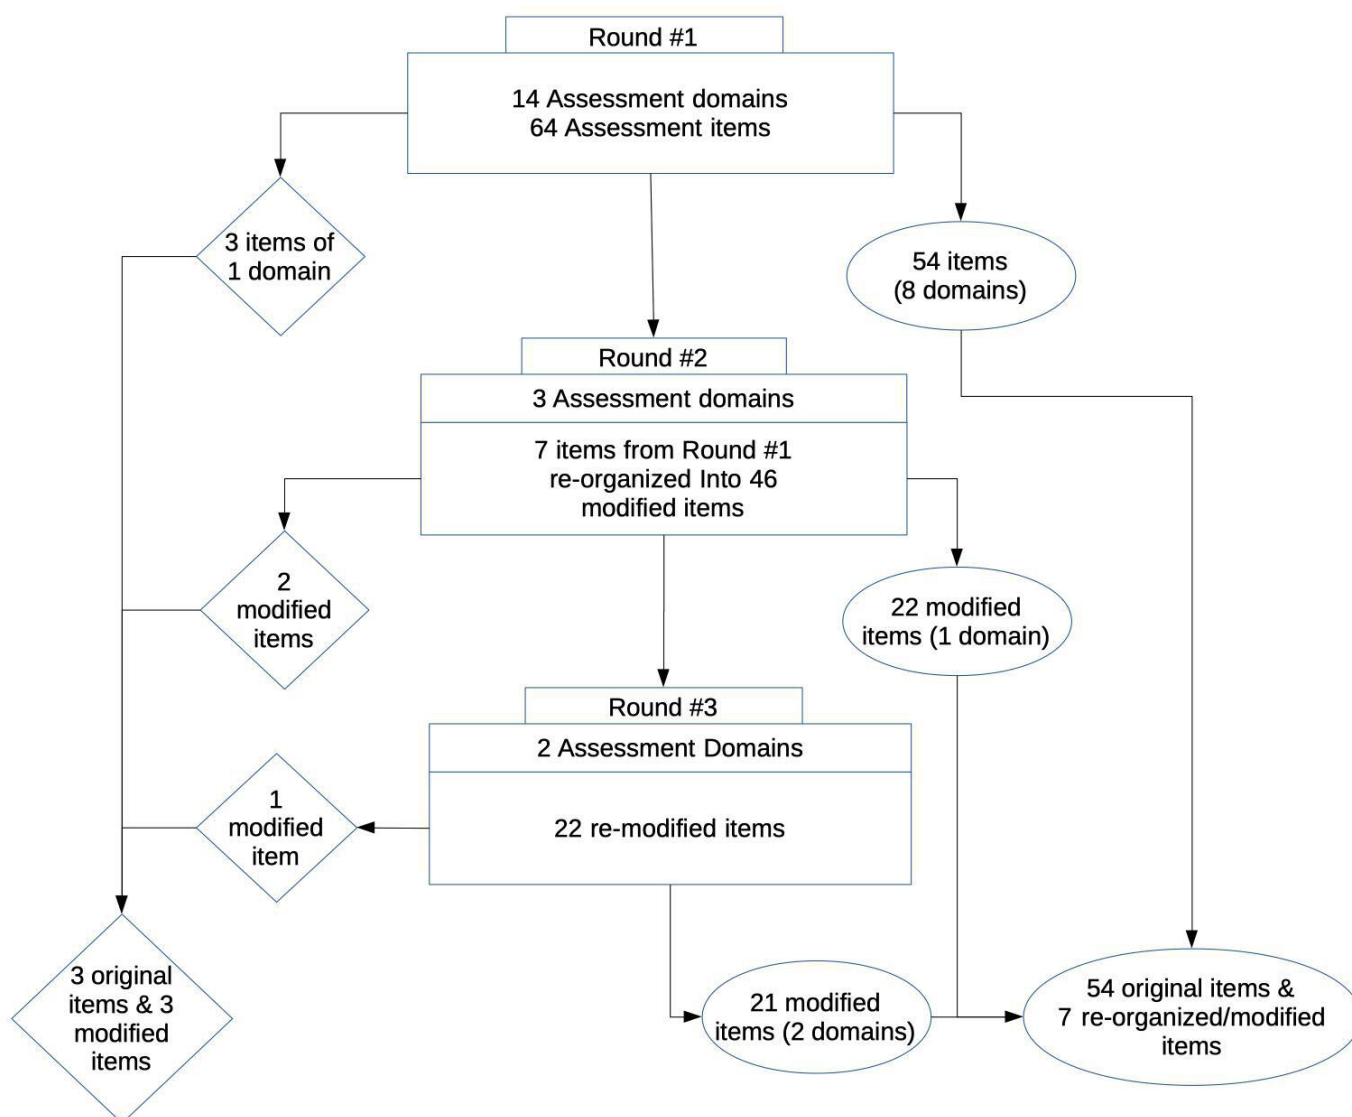 Round #1
14 Assessment domains
64 Assessment items
3 items of
1 domain
54 items
(8 domains)
Round #2
3 Assessment domains
7 items from Round #1
re-organized Into 46
modified items
2
modified
items
22 modified
items (1 domain)
Round #3
2 Assessment Domains
22 re-modified items
1
modified
item
3 original
items & 3
modified
items
21 modified
items (2 domains)
54 original items &
7 re-organized/modified
items